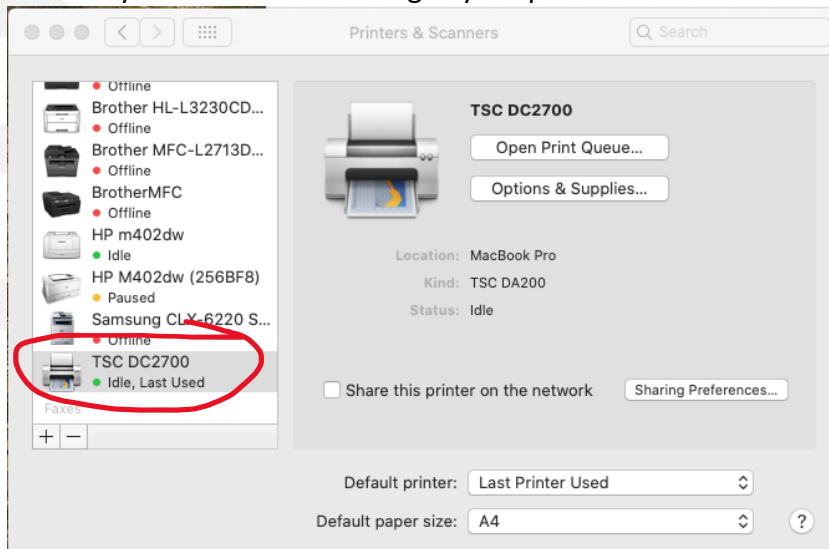 Printers & Scanners
Search
Offline
Brother HL-L3230CD...
Offline
Brother MFC-L2713D...
Offline
BrotherMFC
Offline
HP m402dw
Idle
HP M402dw (256BF8)
Paused
Samsung CLX-6220 S...
Offline
TSC DC2700
Idle, Last Used
Faxes
+ −
TSC DC2700
Open Print Queue...
Options & Supplies...
Location: MacBook Pro
Kind: TSC DA200
Status: Idle
Share this printer on the network
Sharing Preferences...
Default printer: Last Printer Used
Default paper size: A4
?